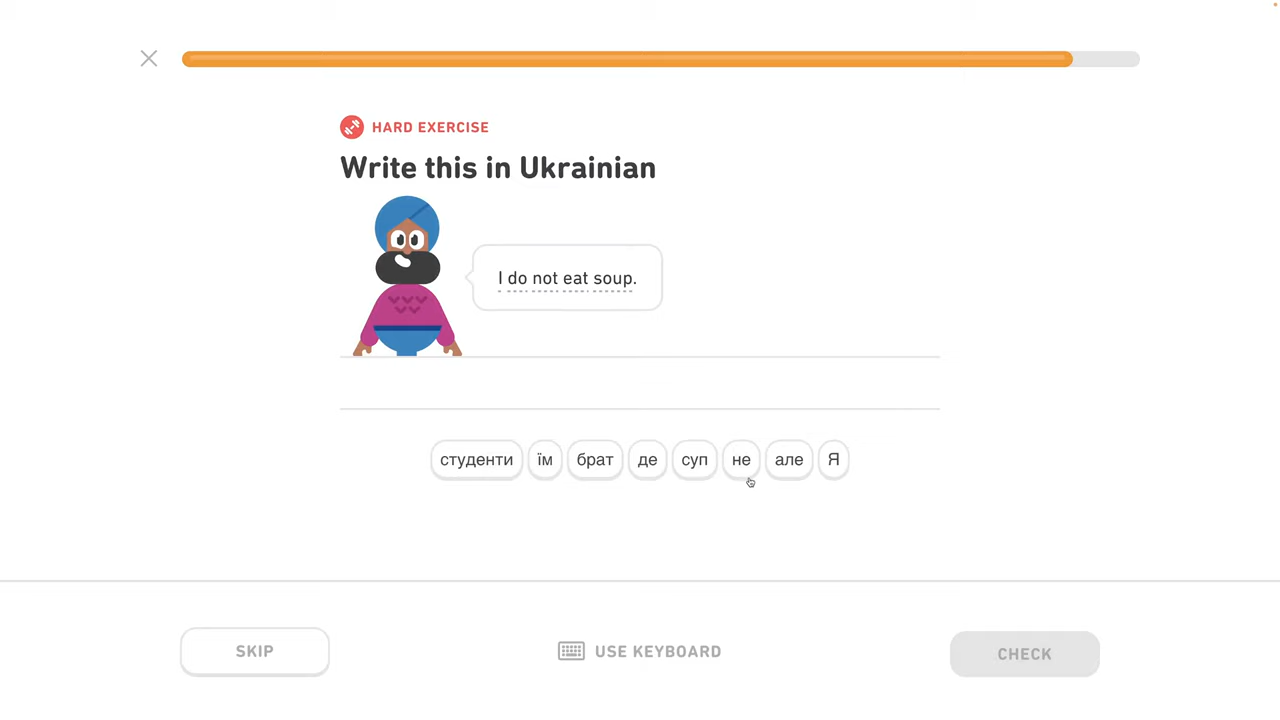 HARD EXERCISE
Write this in Ukrainian
I do not eat soup.
студенти їм брат де суп не але Я
SKIP USE KEYBOARD CHECK